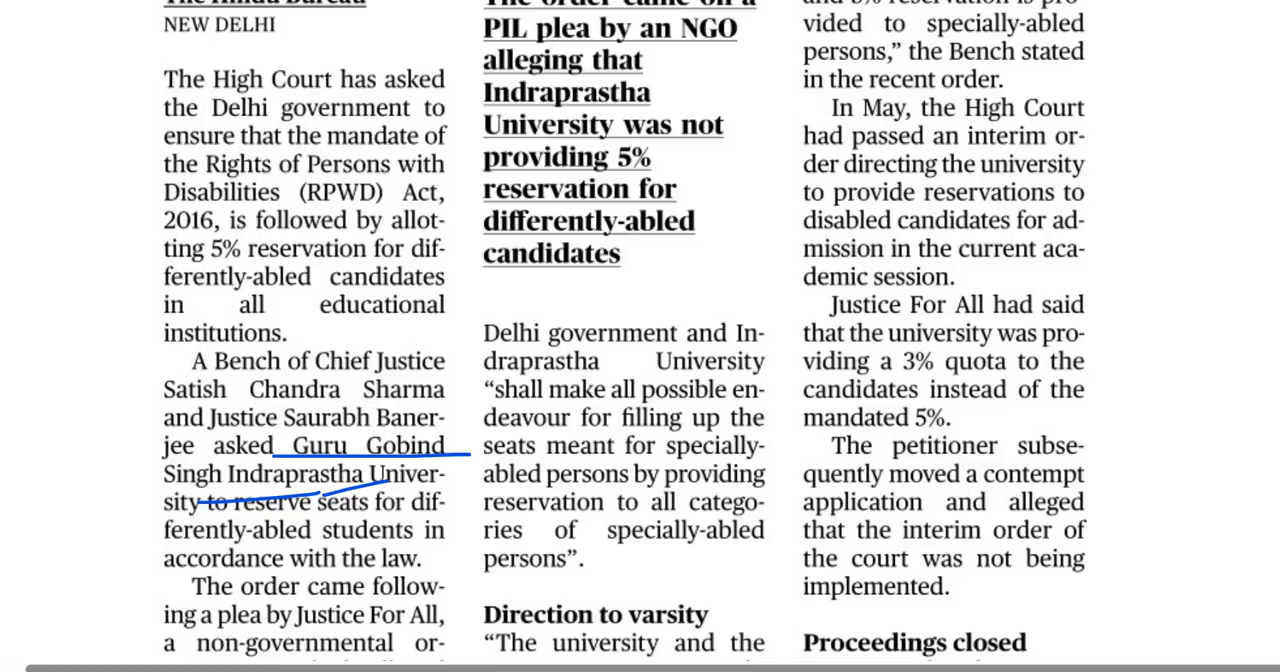 The Hindu Bureau
NEW DELHI
The High Court has asked
the Delhi government to
ensure that the mandate of
the Rights of Persons with
Disabilities (RPWD) Act,
2016, is followed by allot-
ting 5% reservation for dif-
ferently-abled candidates
in all educational
institutions.
A Bench of Chief Justice
Satish Chandra Sharma
and Justice Saurabh Baner-
jee asked Guru Gobind
Singh Indraprastha Univer-
sity to reserve seats for dif-
ferently-abled students in
accordance with the law.
The order came follow-
ing a plea by Justice For All,
a non-governmental or-
The order came on a
PIL plea by an NGO
alleging that
Indraprastha
University was not
providing 5%
reservation for
differently-abled
candidates
Delhi government and In-
draprastha University
“shall make all possible en-
deavour for filling up the
seats meant for specially-
abled persons by providing
reservation to all catego-
ries of specially-abled
persons”.
Direction to varsity
“The university and the
and 5% reservation is pro-
vided to specially-abled
persons,” the Bench stated
in the recent order.
In May, the High Court
had passed an interim or-
der directing the university
to provide reservations to
disabled candidates for ad-
mission in the current aca-
demic session.
Justice For All had said
that the university was pro-
viding a 3% quota to the
candidates instead of the
mandated 5%.
The petitioner subse-
quently moved a contempt
application and alleged
that the interim order of
the court was not being
implemented.
Proceedings closed